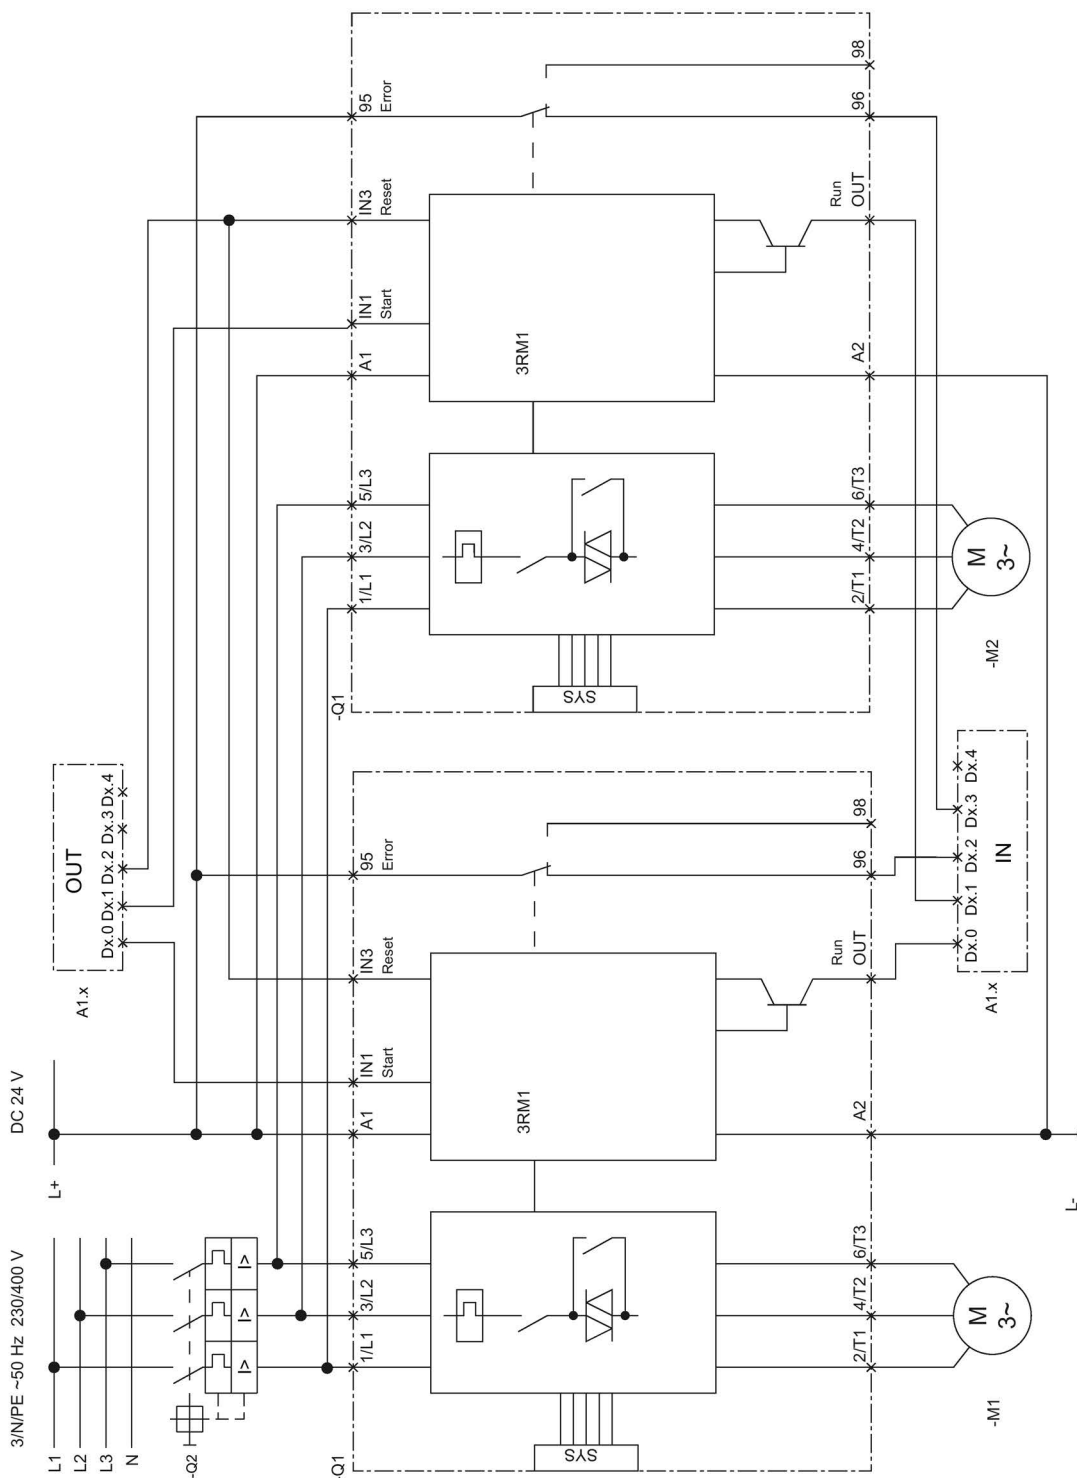 3/N/PE ~50 Hz 230/400 V
DC 24 V
L1
L2
L3
N
L+
-Q2
I>
I>
I>
A1.x
OUT
Dx.0
Dx.1
Dx.2
Dx.3
Dx.4
-Q1
1/L1
3/L2
5/L3
A1
IN1
Start
IN3
Reset
95
Error
SYS
3RM1
2/T1
4/T2
6/T3
A2
Run
OUT
96
98
M
3~
-M1
-Q1
1/L1
3/L2
5/L3
A1
IN1
Start
IN3
Reset
95
Error
SYS
3RM1
2/T1
4/T2
6/T3
A2
Run
OUT
96
98
M
3~
-M2
A1.x
IN
Dx.0
Dx.1
Dx.2
Dx.3
Dx.4
L-